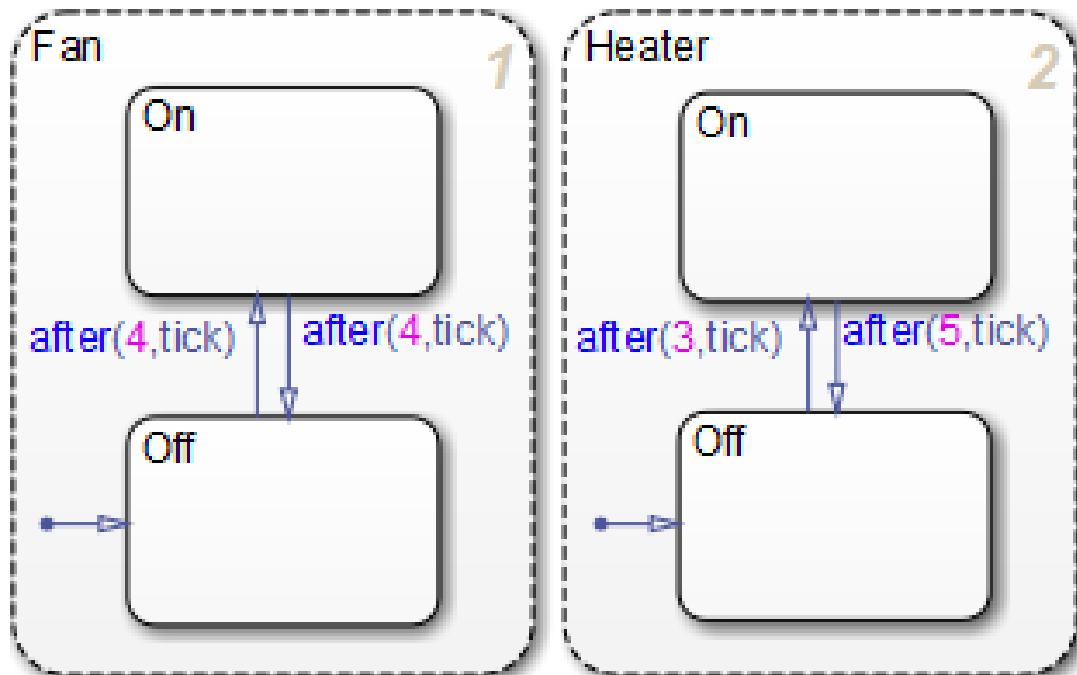 Fan
1
On
after(4,tick)
after(4,tick)
Off
Heater
2
On
after(3,tick)
after(5,tick)
Off